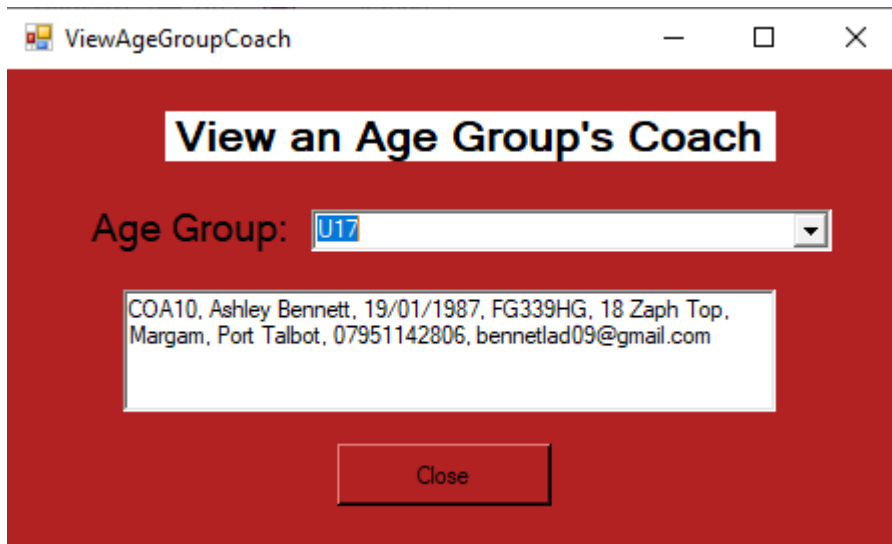 ViewAgeGroupCoach
View an Age Group's Coach
Age Group: U17
COA10, Ashley Bennett, 19/01/1987, FG339HG, 18 Zaph Top,
Margam, Port Talbot, 07951142806, bennetlad09@gmail.com
Close